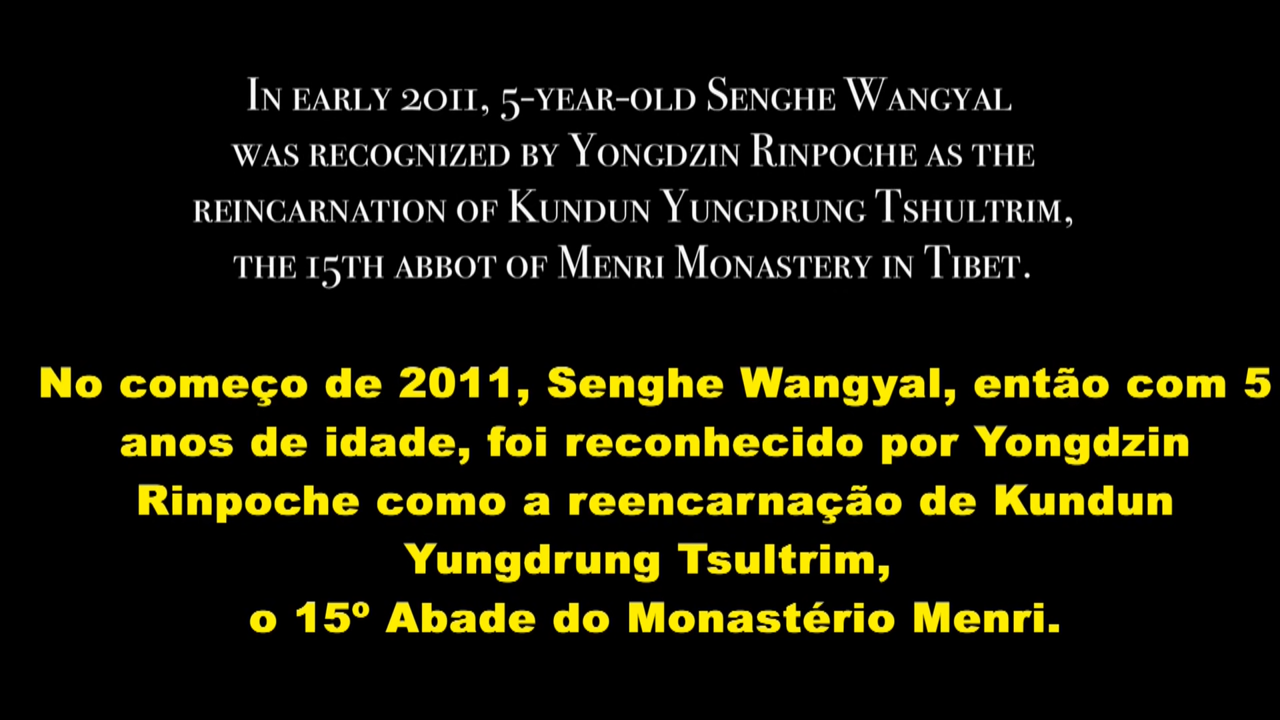 In early 2011, 5-year-old Senghe Wangyal
was recognized by Yongdzin Rinpoche as the
reincarnation of Kundun Yungdrung Tshultrim,
the 15th abbot of Menri Monastery in Tibet.
No começo de 2011, Senghe Wangyal, então com 5
anos de idade, foi reconhecido por Yongdzin
Rinpoche como a reencarnação de Kundun
Yungdrung Tsultrim,
o 15º Abade do Monastério Menri.